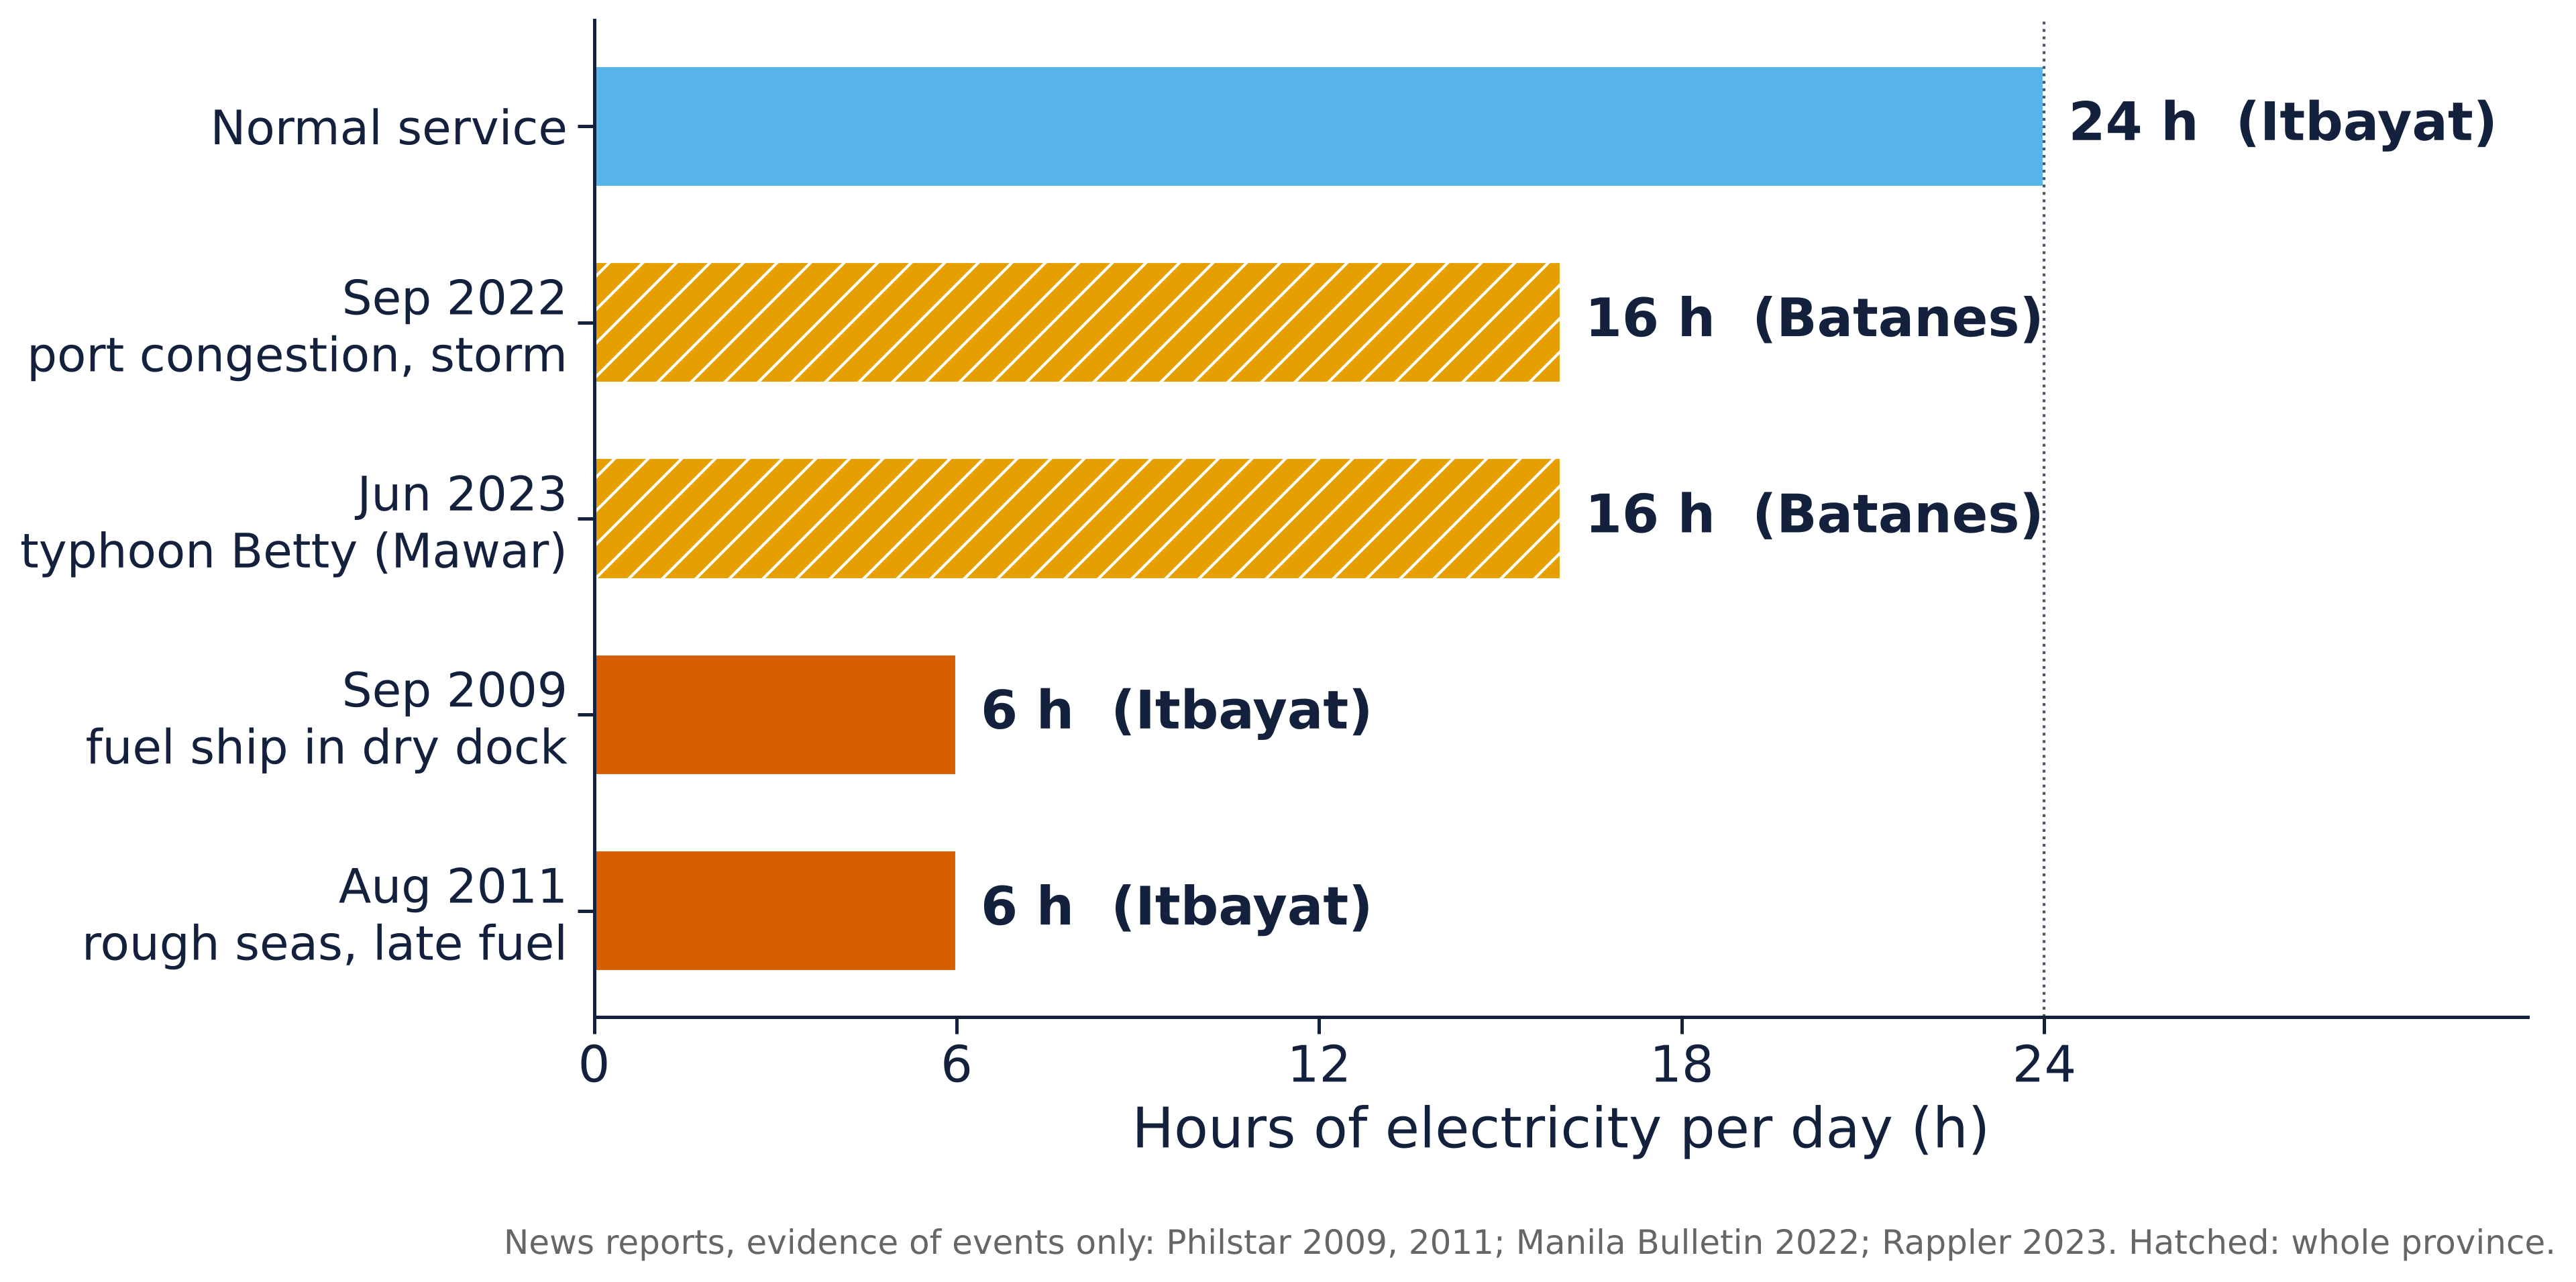 Normal service
24 h (Itbayat)
Sep 2022
port congestion, storm
16 h (Batanes)
Jun 2023
typhoon Betty (Mawar)
16 h (Batanes)
Sep 2009
fuel ship in dry dock
6 h (Itbayat)
Aug 2011
rough seas, late fuel
6 h (Itbayat)
0 6 12 18 24
Hours of electricity per day (h)
News reports, evidence of events only: Philstar 2009, 2011; Manila Bulletin 2022; Rappler 2023. Hatched: whole province.